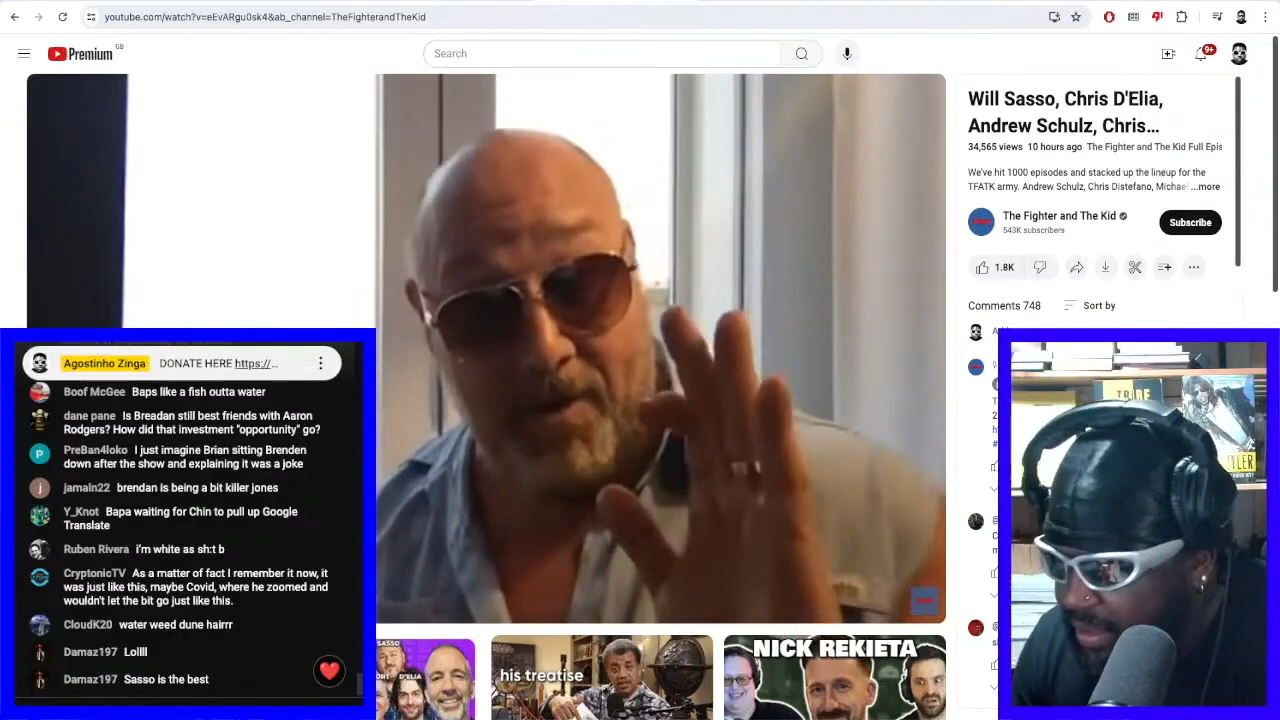 youtube.com/watch?v=eEvARgu0sk4&ab_channel=TheFighterandTheKid
Premium GB
Search
9+
Will Sasso, Chris D'Elia,
Andrew Schulz, Chris...
34,565 views 10 hours ago The Fighter and The Kid Full Epis
We've hit 1000 episodes and stacked up the lineup for the
TFATK army. Andrew Schulz, Chris Distefano, Michae ...more
The Fighter and The Kid
543K subscribers
Subscribe
1.8K
Comments 748 Sort by
Agostinho Zinga DONATE HERE https://...
Boof McGee Baps like a fish outta water
dane pane Is Breadan still best friends with Aaron
Rodgers? How did that investment "opportunity" go?
PreBan4loko I just imagine Brian sitting Brenden
down after the show and explaining it was a joke
jamaln22 brendan is being a bit killer jones
Y_Knot Bapa waiting for Chin to pull up Google
Translate
Ruben Rivera i'm white as sh:t b
CryptonicTV As a matter of fact I remember it now, it
was just like this, maybe Covid, where he zoomed and
wouldn't let the bit go just like this.
CloudK20 water weed dune hairrr
Damaz197 Lollll
Damaz197 Sasso is the best
SASSO
D'ELIA
his treatise
NICK REKIETA
TRIBE
TYLER